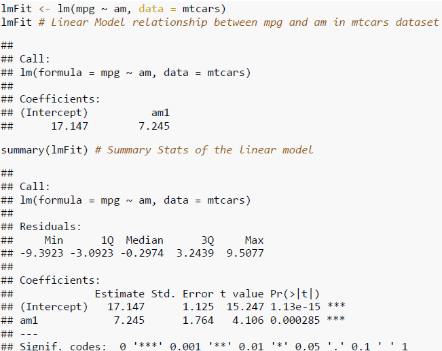 lmFit <- lm(mpg ~ am, data = mtcars)
lmFit # Linear Model relationship between mpg and am in mtcars dataset
##
## Call:
## lm(formula = mpg ~ am, data = mtcars)
##
## Coefficients:
## (Intercept)          am1
##      17.147        7.245
summary(lmFit) # Summary Stats of the linear model
##
## Call:
## lm(formula = mpg ~ am, data = mtcars)
##
## Residuals:
##     Min      1Q  Median      3Q     Max
## -9.3923 -3.0923 -0.2974  3.2439  9.5077
##
## Coefficients:
##             Estimate Std. Error t value Pr(>|t|)
## (Intercept)   17.147      1.125  15.247 1.13e-15 ***
## am1            7.245      1.764   4.106 0.000285 ***
## ---
## Signif. codes:  0 '***' 0.001 '**' 0.01 '*' 0.05 '.' 0.1 ' ' 1